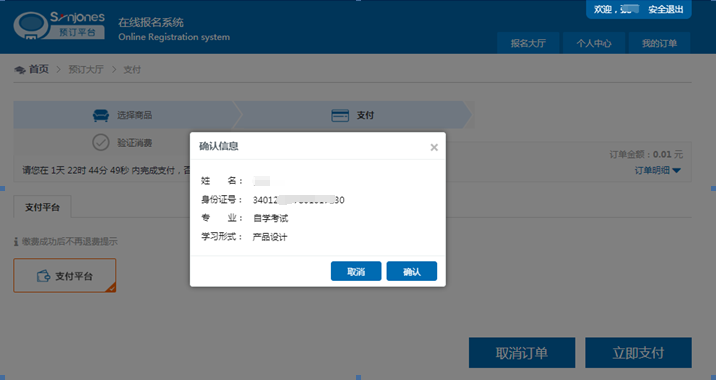 Sunjones
预订平台
在线报名系统
Online Registration system
欢迎，
安全退出
报名大厅 个人中心 我的订单
首页 > 预订大厅 > 支付
选择商品
支付
验证消费
请您在 1天 22时 44分 49秒 内完成支付，
订单金额：0.01 元
订单明细
支付平台
缴费成功后不再退费提示
支付平台
确认信息
×
姓 名：
身份证号： 3401
专 业： 自学考试
学习形式： 产品设计
取消 确认
取消订单 立即支付